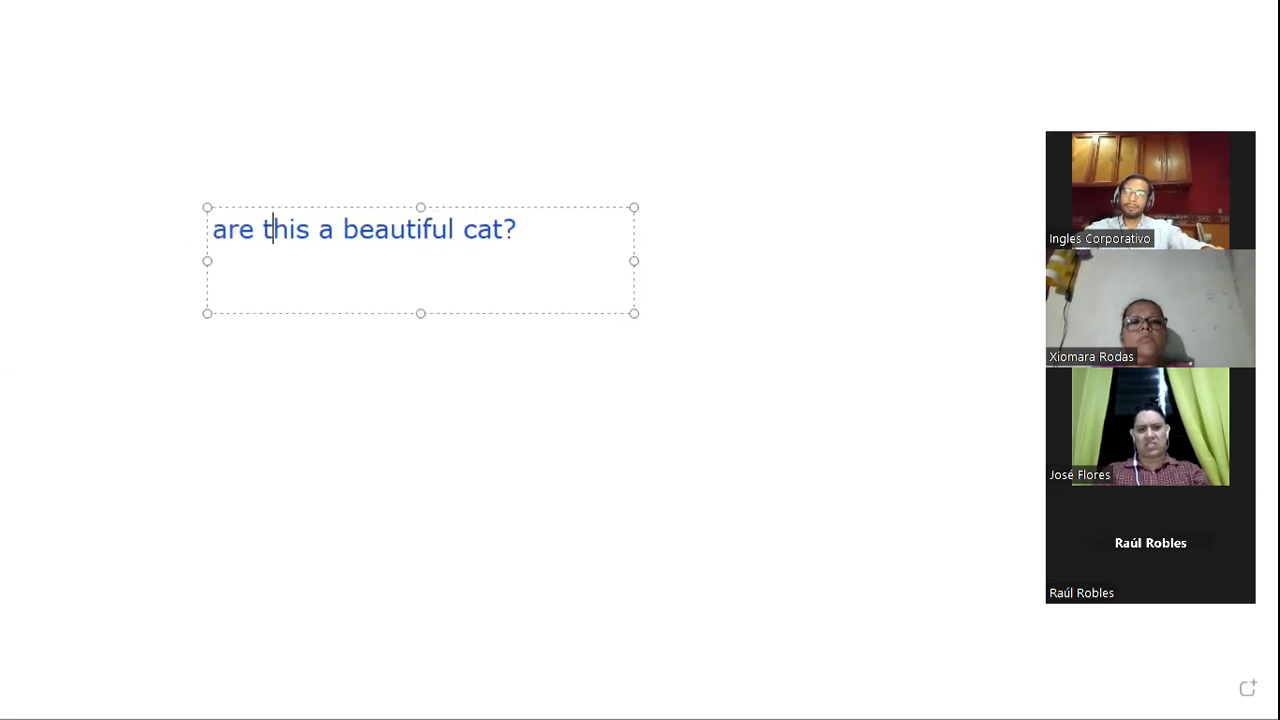 are this a beautiful cat?
Ingles Corporativo
Xiomara Rodas
José Flores
Raúl Robles
Raúl Robles